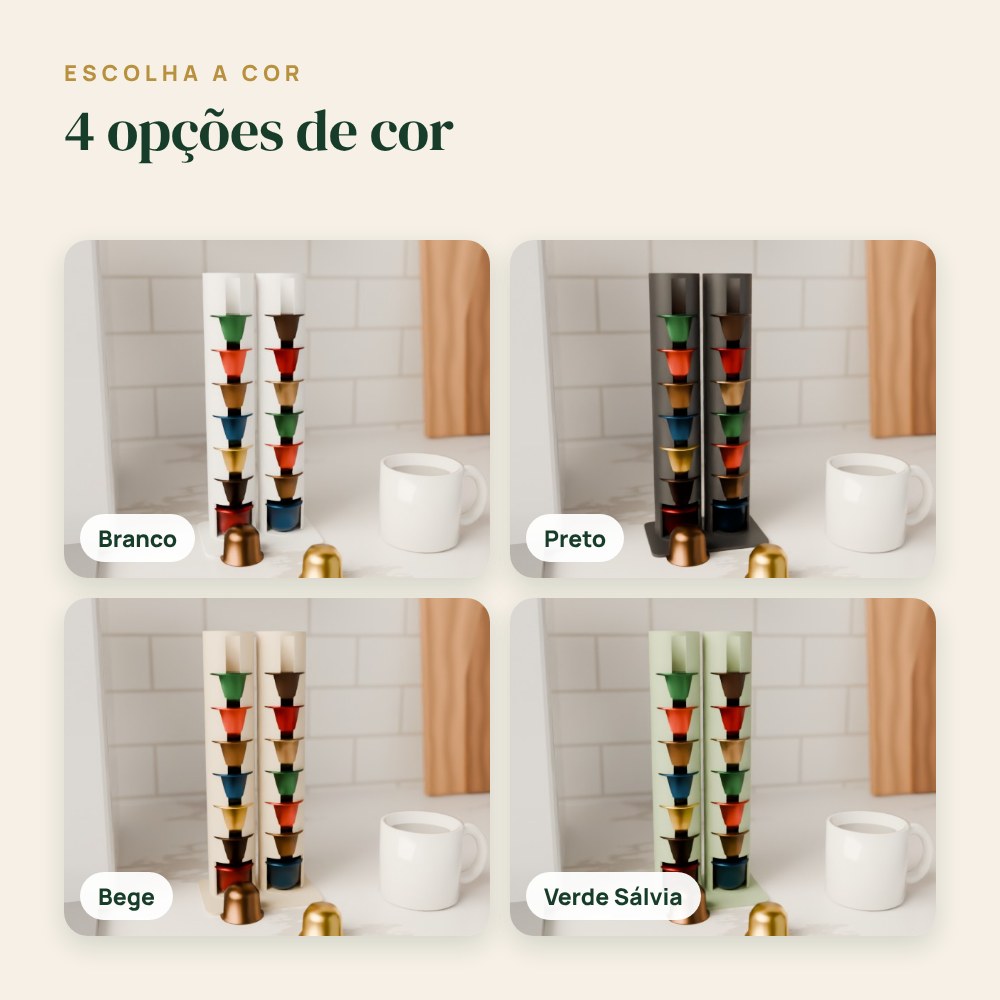 ESCOLHA A COR
4 opções de cor
Branco
Preto
Bege
Verde Sálvia